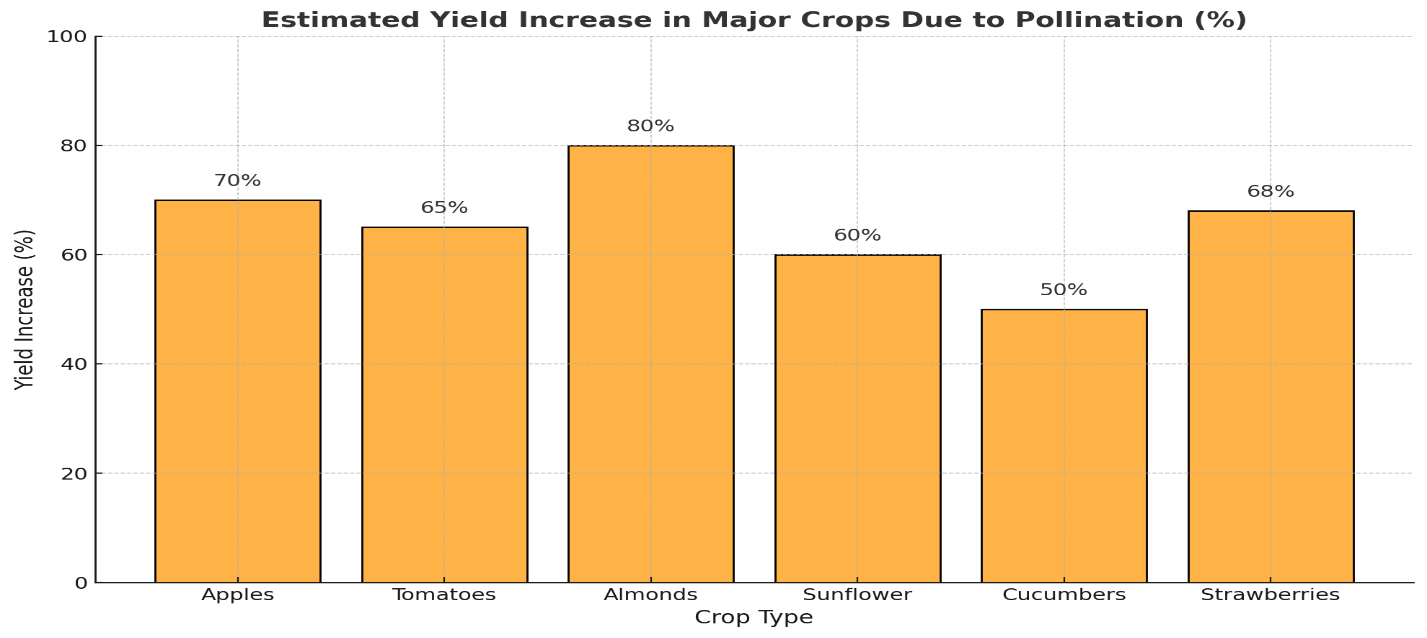 Estimated Yield Increase in Major Crops Due to Pollination (%)
100
80
60
40
20
0
Yield Increase (%)
70%
65%
80%
60%
50%
68%
Apples
Tomatoes
Almonds
Sunflower
Cucumbers
Strawberries
Crop Type